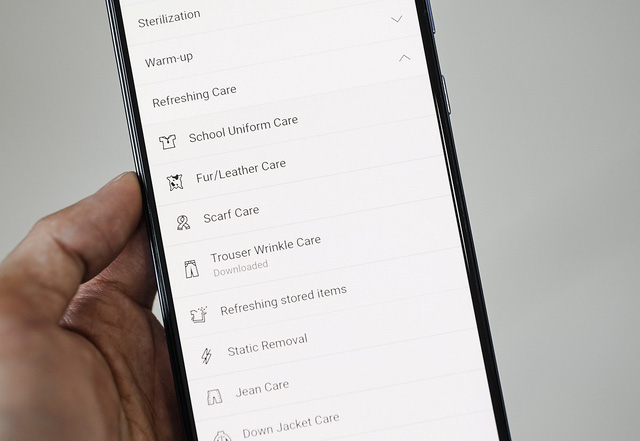 Sterilization
Warm-up
Refreshing Care
School Uniform Care
Fur/Leather Care
Scarf Care
Trouser Wrinkle Care
Downloaded
Refreshing stored items
Static Removal
Jean Care
Down Jacket Care